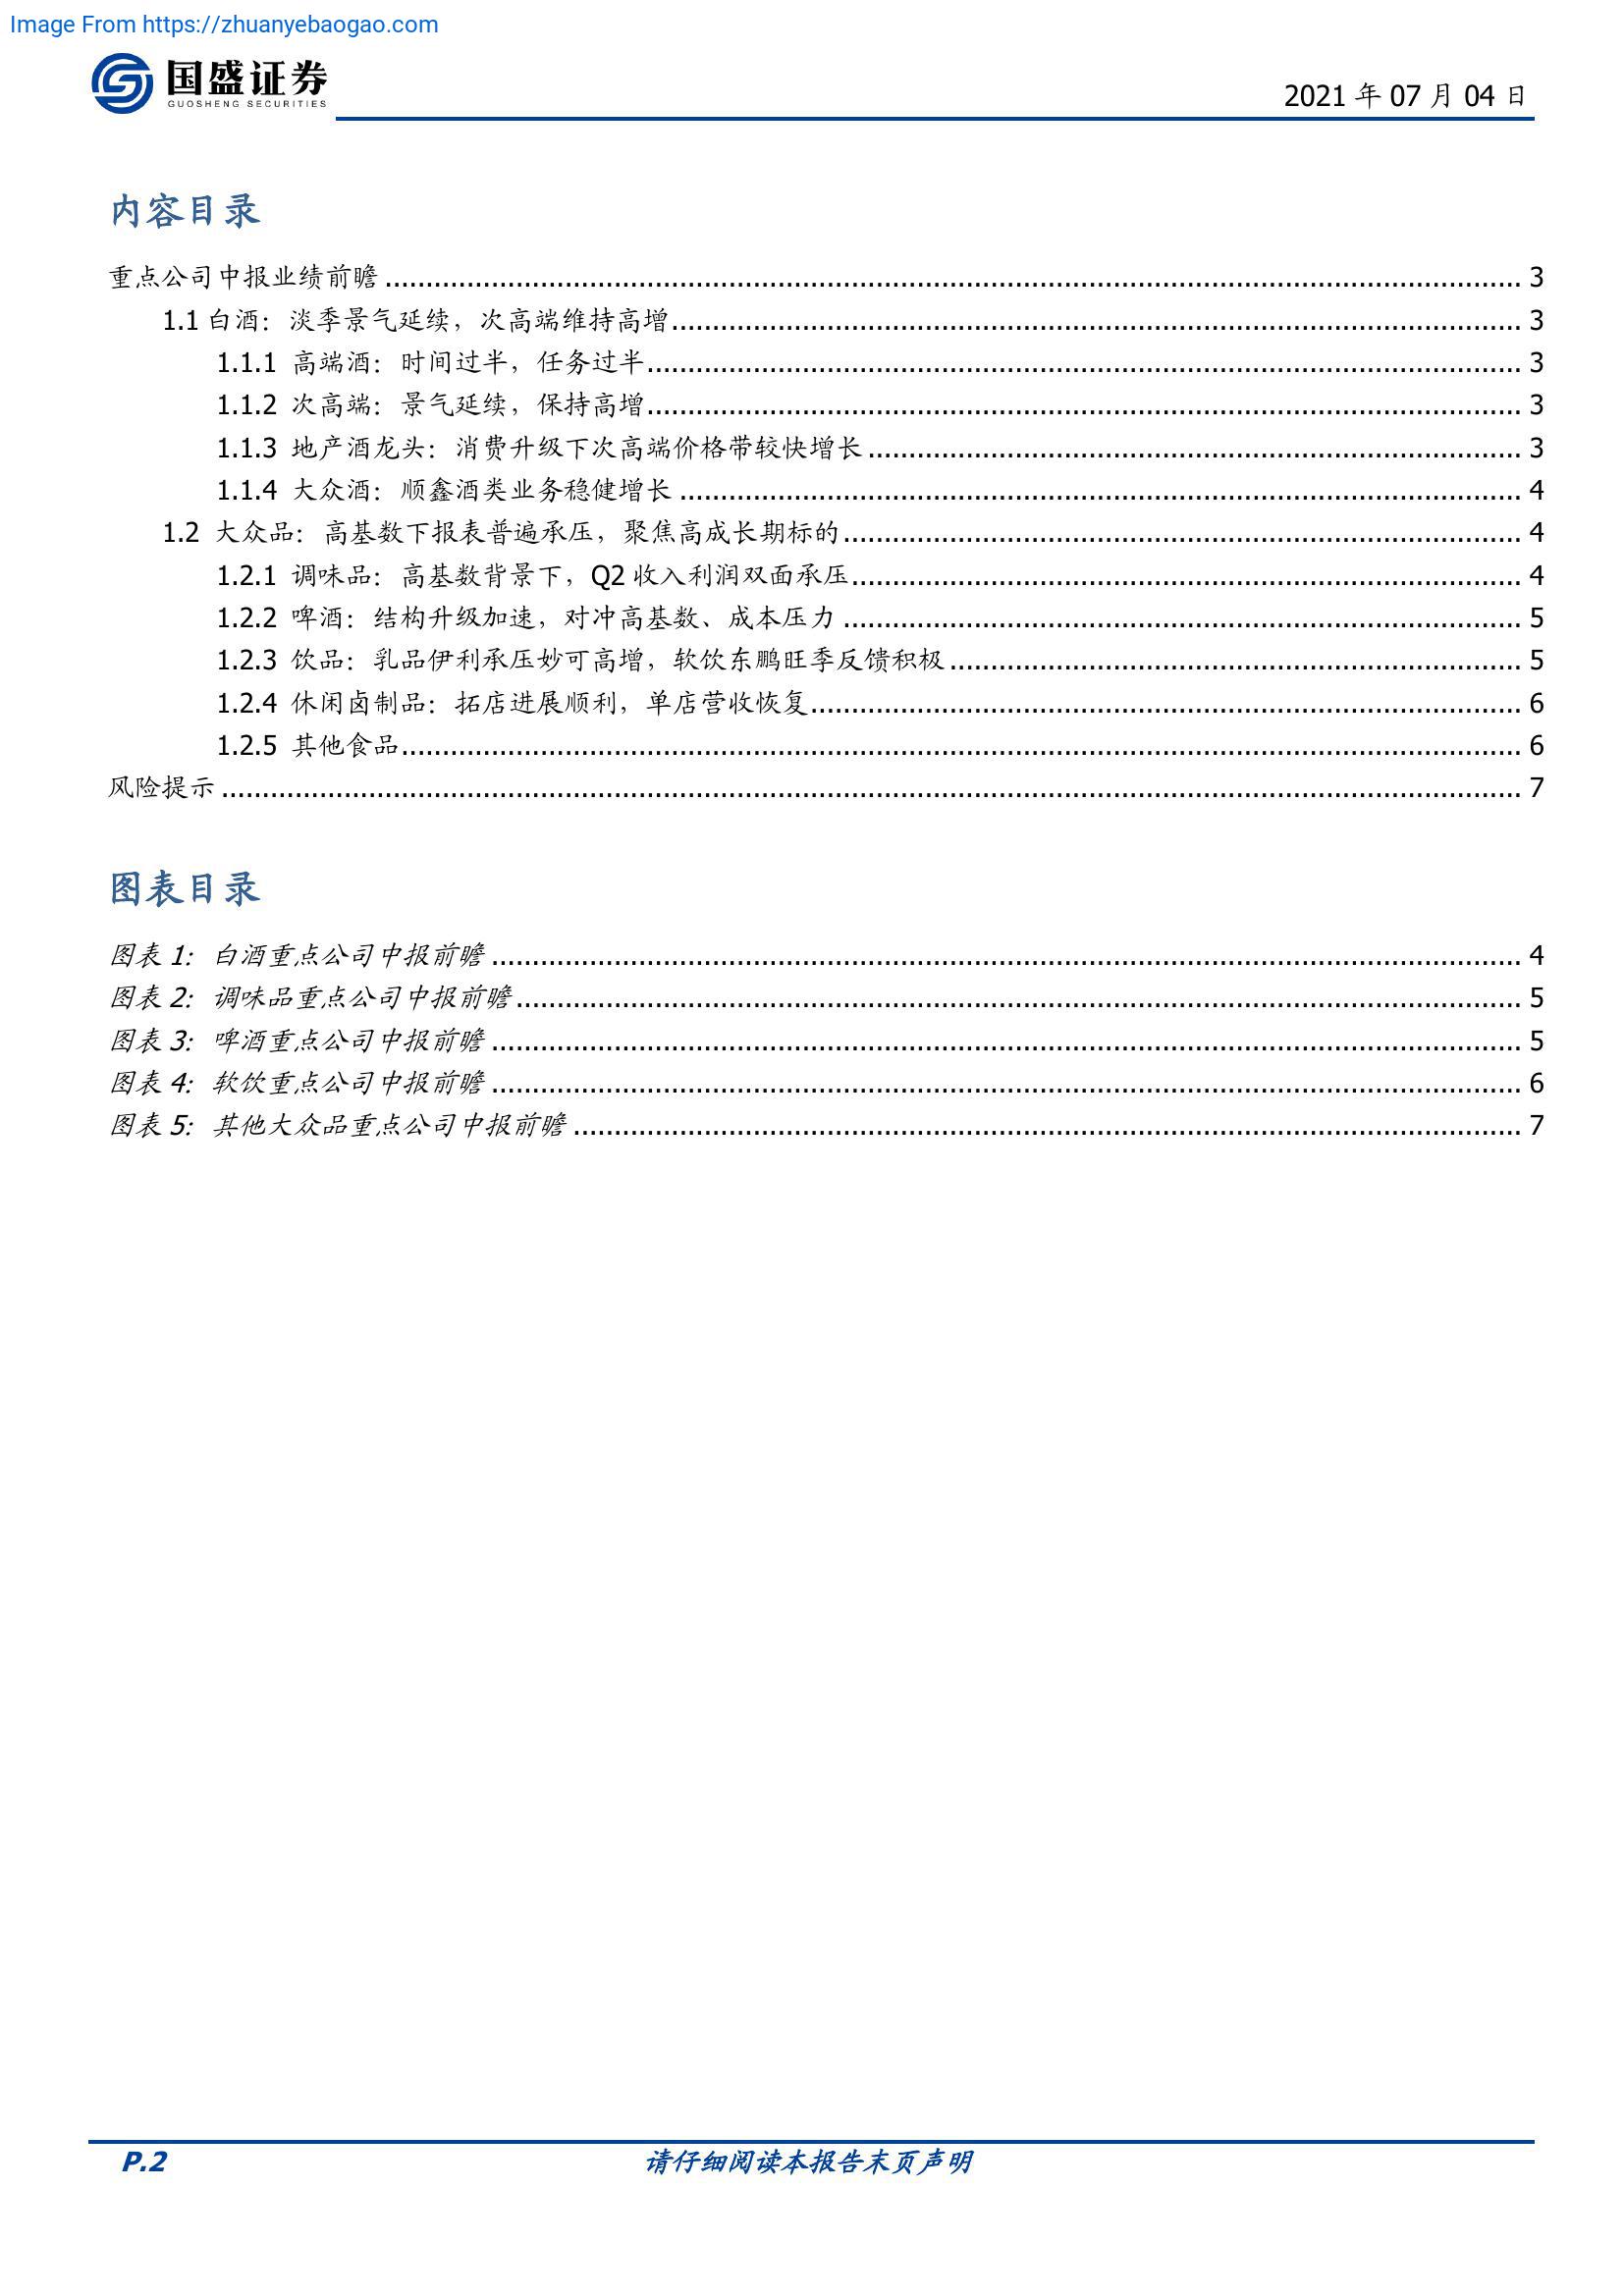 Image From https://zhuanyebaogao.com
国盛证券
GUOSHENG SECURITIES
2021 年 07 月 04 日
内容目录
重点公司中报业绩前瞻 3
1.1 白酒：淡季景气延续，次高端维持高增 3
1.1.1 高端酒：时间过半，任务过半 3
1.1.2 次高端：景气延续，保持高增 3
1.1.3 地产酒龙头：消费升级下次高端价格带较快增长 3
1.1.4 大众酒：顺鑫酒类业务稳健增长 4
1.2 大众品：高基数下报表普遍承压，聚焦高成长期标的 4
1.2.1 调味品：高基数背景下，Q2 收入利润双面承压 4
1.2.2 啤酒：结构升级加速，对冲高基数、成本压力 5
1.2.3 饮品：乳品伊利承压妙可高增，软饮东鹏旺季反馈积极 5
1.2.4 休闲卤制品：拓店进展顺利，单店营收恢复 6
1.2.5 其他食品 6
风险提示 7
图表目录
图表 1: 白酒重点公司中报前瞻 4
图表 2: 调味品重点公司中报前瞻 5
图表 3: 啤酒重点公司中报前瞻 5
图表 4: 软饮重点公司中报前瞻 6
图表 5: 其他大众品重点公司中报前瞻 7
P.2
请仔细阅读本报告末页声明